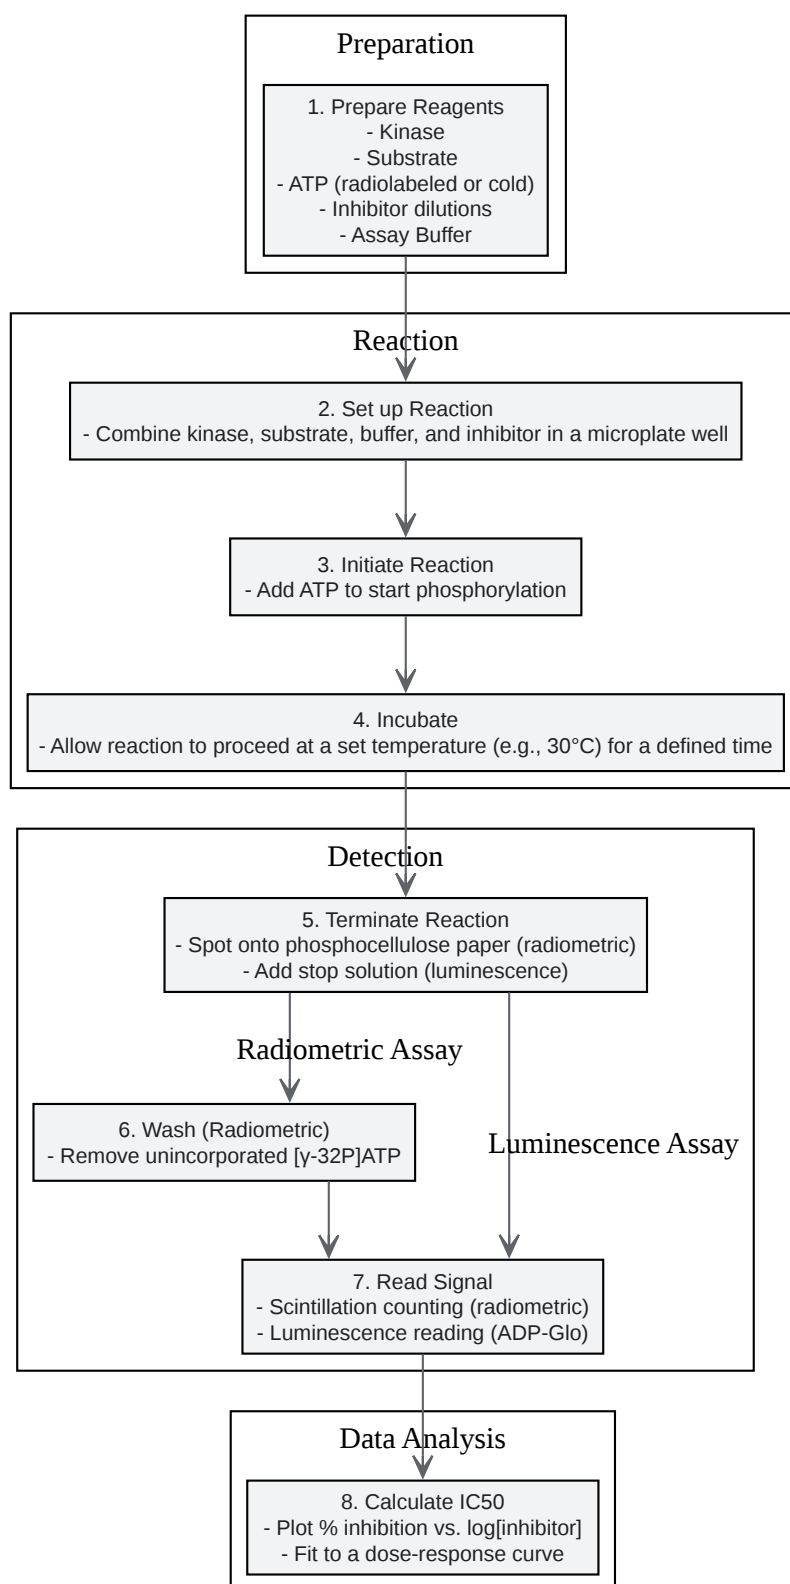 Preparation
1. Prepare Reagents
- Kinase
- Substrate
- ATP (radiolabeled or cold)
- Inhibitor dilutions
- Assay Buffer
Reaction
2. Set up Reaction
- Combine kinase, substrate, buffer, and inhibitor in a microplate well
3. Initiate Reaction
- Add ATP to start phosphorylation
4. Incubate
- Allow reaction to proceed at a set temperature (e.g., 30°C) for a defined time
Detection
5. Terminate Reaction
- Spot onto phosphocellulose paper (radiometric)
- Add stop solution (luminescence)
Radiometric Assay
6. Wash (Radiometric)
- Remove unincorporated [γ-32P]ATP
Luminescence Assay
7. Read Signal
- Scintillation counting (radiometric)
- Luminescence reading (ADP-Glo)
Data Analysis
8. Calculate IC50
- Plot % inhibition vs. log[inhibitor]
- Fit to a dose-response curve